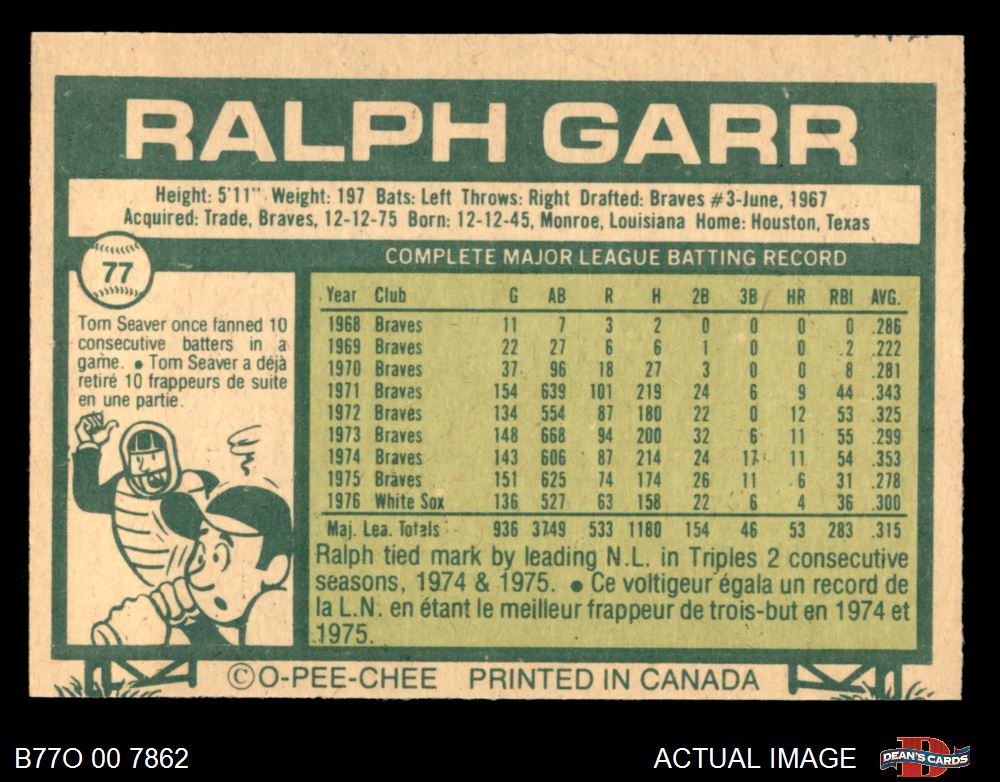 RALPH GARR
Height: 5'11" Weight: 197 Bats: Left Throws: Right Drafted: Braves #3-June, 1967
Acquired: Trade, Braves, 12-12-75 Born: 12-12-45, Monroe, Louisiana Home: Houston, Texas
77
COMPLETE MAJOR LEAGUE BATTING RECORD
Tom Seaver once fanned 10
consecutive batters in a
game. • Tom Seaver a déjà
retiré 10 frappeurs de suite
en une partie.
Year Club G AB R H 2B 3B HR RBI AVG.
1968 Braves 11 7 3 2 0 0 0 0 .286
1969 Braves 22 27 6 6 1 0 0 2 .222
1970 Braves 37 96 18 27 3 0 0 8 .281
1971 Braves 154 639 101 219 24 6 9 44 .343
1972 Braves 134 554 87 180 22 0 12 53 .325
1973 Braves 148 668 94 200 32 6 11 55 .299
1974 Braves 143 606 87 214 24 17 11 54 .353
1975 Braves 151 625 74 174 26 11 6 31 .278
1976 White Sox 136 527 63 158 22 6 4 36 .300
Maj. Lea. Totals 936 3749 533 1180 154 46 53 283 .315
Ralph tied mark by leading N.L. in Triples 2 consecutive
seasons, 1974 & 1975. • Ce voltigeur égala un record de
la L.N. en étant le meilleur frappeur de trois-but en 1974 et
1975.
©O-PEE-CHEE PRINTED IN CANADA
B77O 00 7862
ACTUAL IMAGE
DEAN'S CARDS